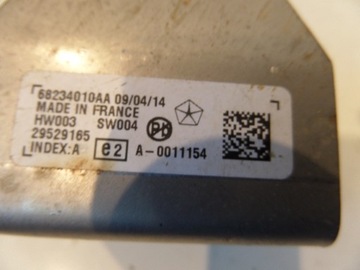 68234010AA 09/04/14
MADE IN FRANCE
HW003 SW004
29529165
INDEX:A e2 A-0011154